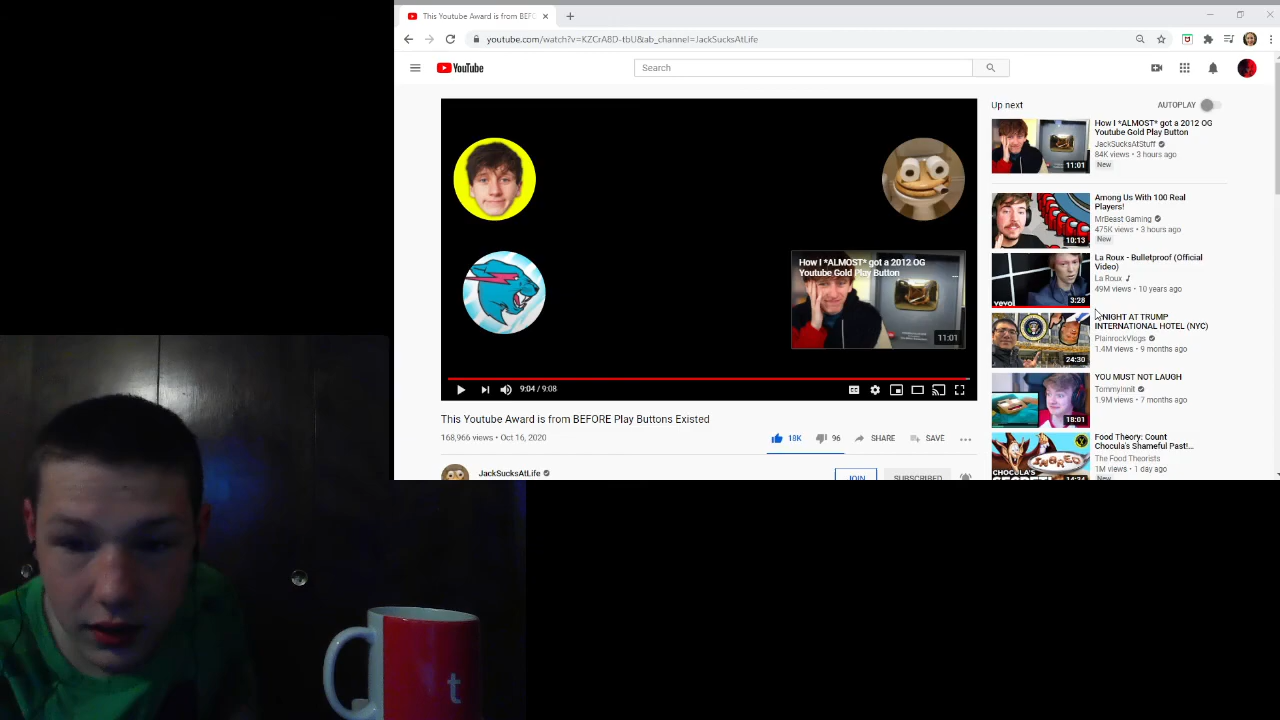 This Youtube Award is from BEF
youtube.com/watch?v=KZCrA8D-tbU&ab_channel=JackSucksAtLife
YouTube
Search
How I *ALMOST* got a 2012 OG
Youtube Gold Play Button
11:01
9:04 / 9:08
This Youtube Award is from BEFORE Play Buttons Existed
168,966 views • Oct 16, 2020
18K
96
SHARE
SAVE
JackSucksAtLife
JOIN
SUBSCRIBED
Up next
AUTOPLAY
How I *ALMOST* got a 2012 OG
Youtube Gold Play Button
JackSucksAtStuff
84K views • 3 hours ago
New
11:01
Among Us With 100 Real
Players!
MrBeast Gaming
475K views • 3 hours ago
New
10:13
La Roux - Bulletproof (Official
Video)
La Roux
49M views • 10 years ago
vevo
3:28
NIGHT AT TRUMP
INTERNATIONAL HOTEL (NYC)
PlainrockVlogs
1.4M views • 9 months ago
24:30
YOU MUST NOT LAUGH
TommyInnit
1.9M views • 7 months ago
18:01
Food Theory: Count
Chocula's Shameful Past!...
The Food Theorists
1M views • 1 day ago
t